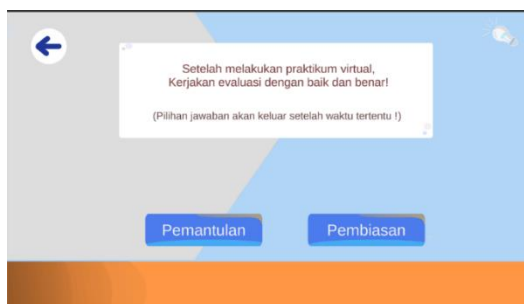 Setelah melakukan praktikum virtual,
Kerjakan evaluasi dengan baik dan benar!
(Pilihan jawaban akan keluar setelah waktu tertentu !)
Pemantulan
Pembiasan